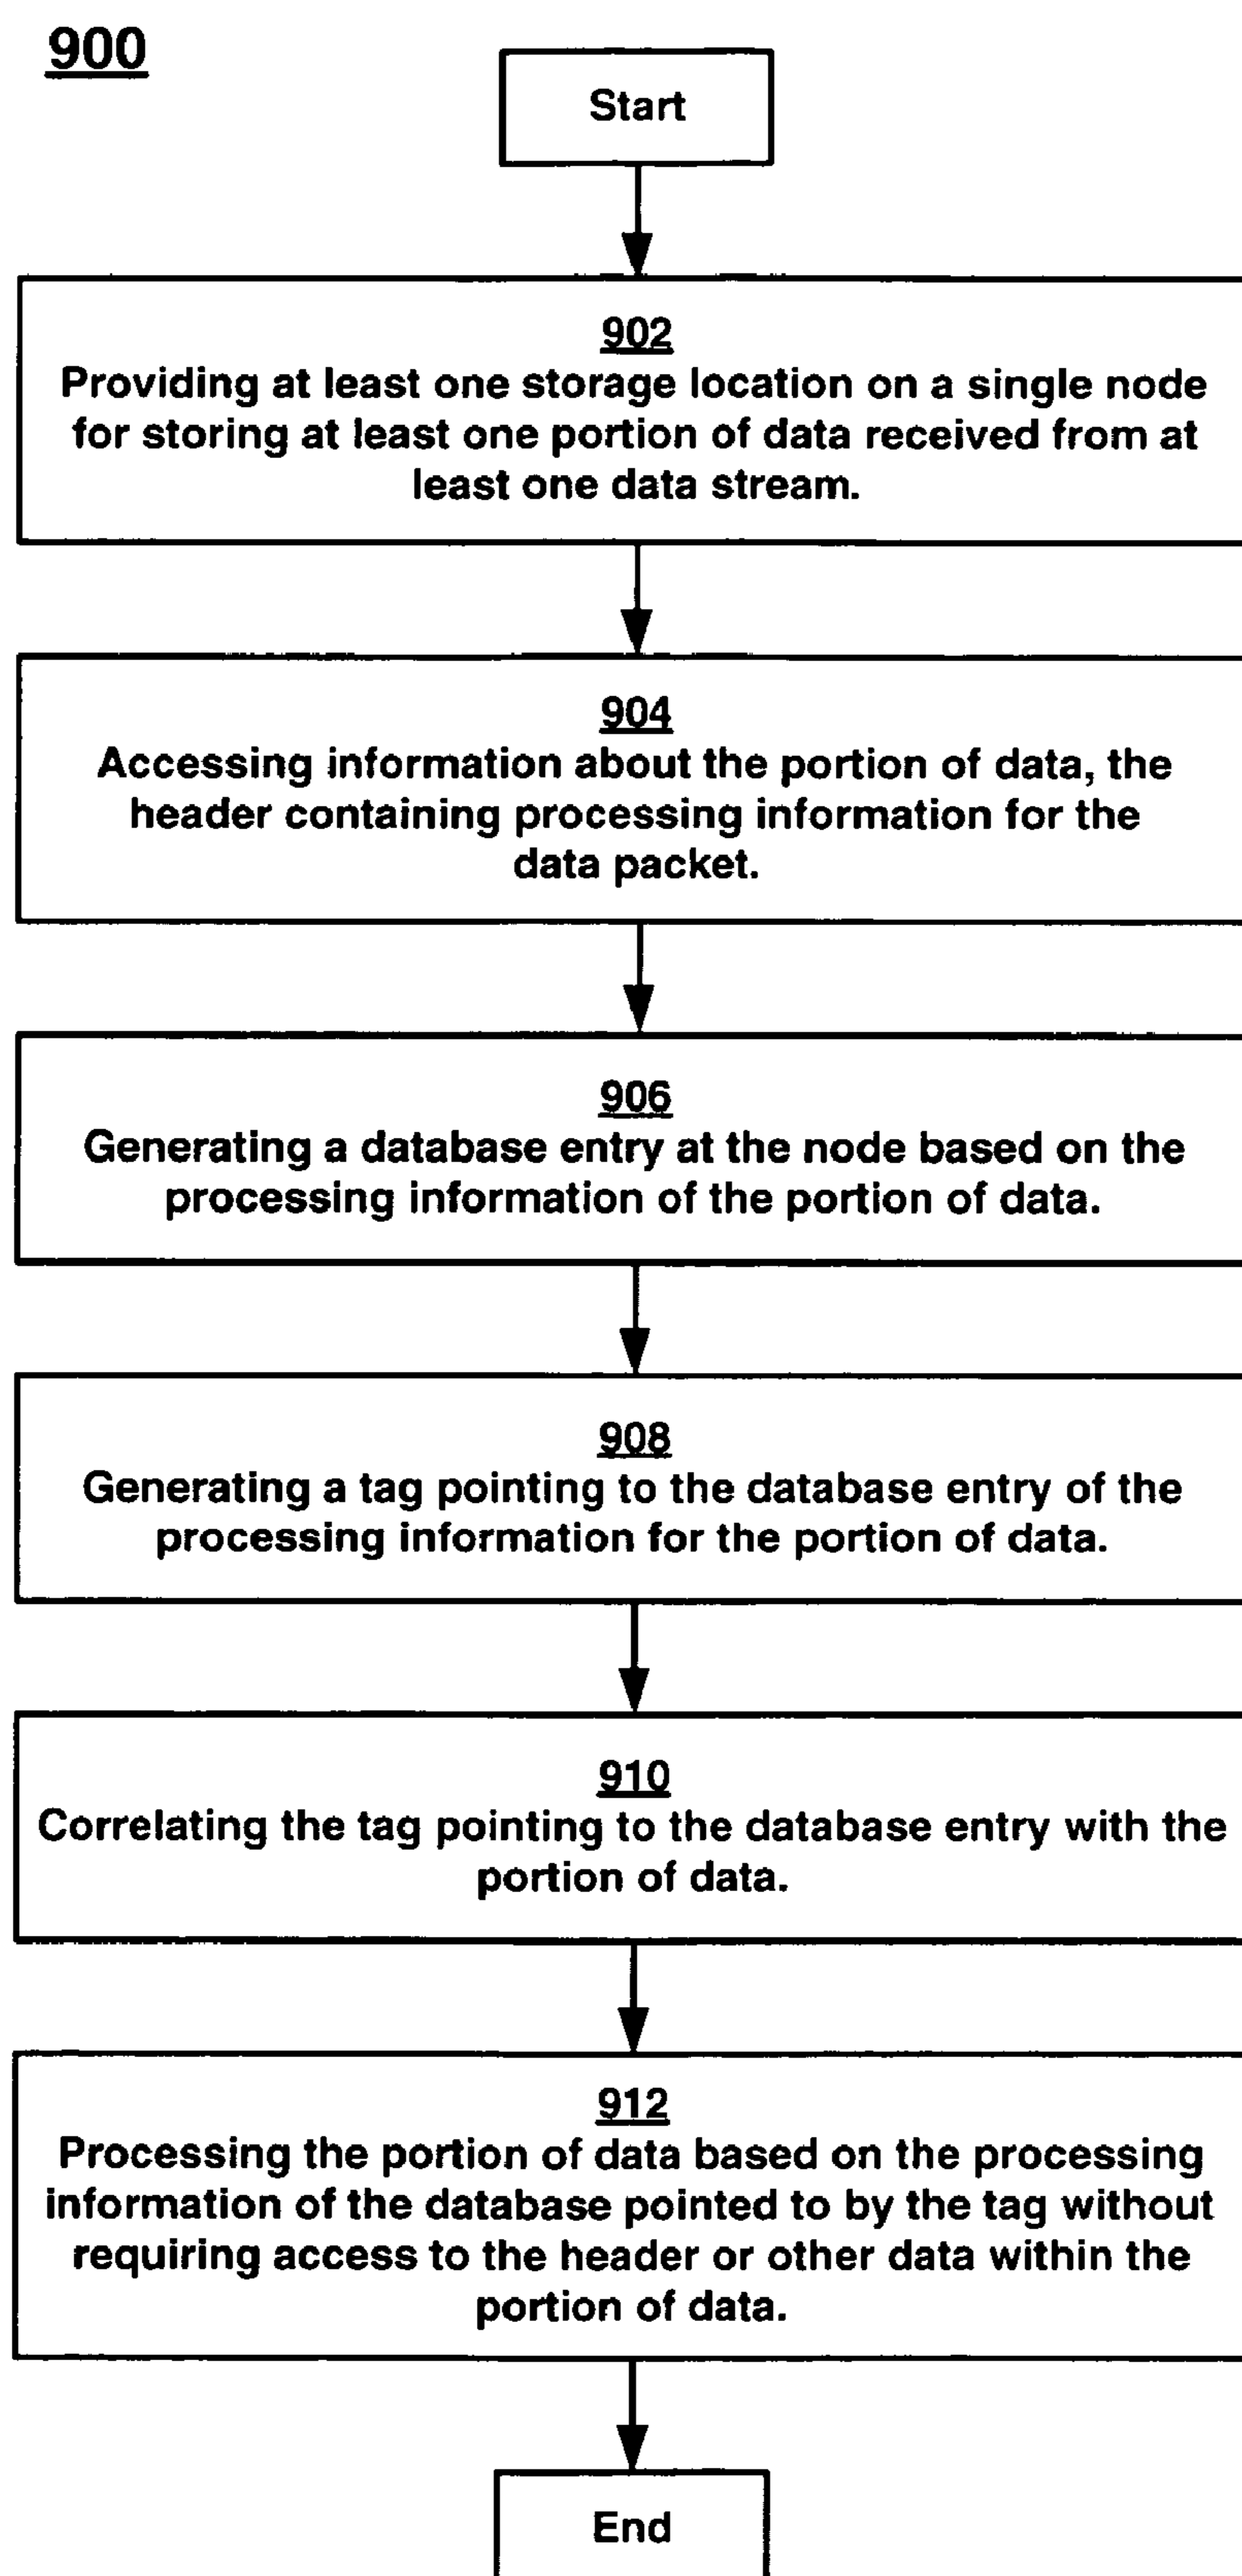 900
Start
902
Providing at least one storage location on a single node
for storing at least one portion of data received from at
least one data stream.
904
Accessing information about the portion of data, the
header containing processing information for the
data packet.
906
Generating a database entry at the node based on the
processing information of the portion of data.
908
Generating a tag pointing to the database entry of the
processing information for the portion of data.
910
Correlating the tag pointing to the database entry with the
portion of data.
912
Processing the portion of data based on the processing
information of the database pointed to by the tag without
requiring access to the header or other data within the
portion of data.
End